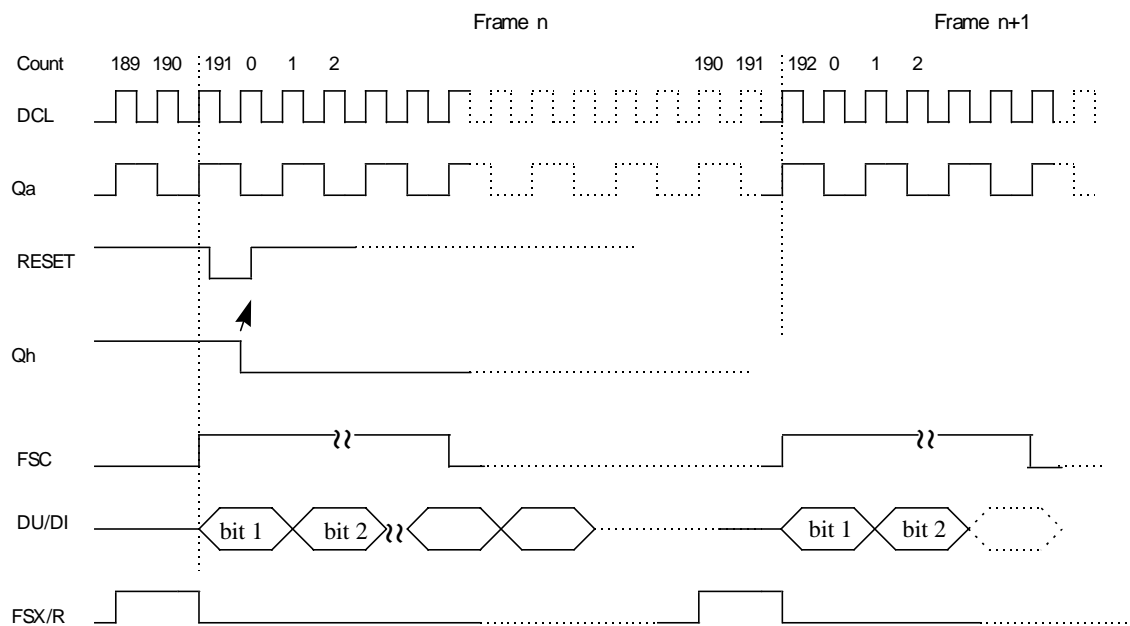 Frame n
Frame n+1
Count 189 190 191 0 1 2 190 191 192 0 1 2
DCL
Qa
RESET
Qh
FSC
DU/DI bit 1 bit 2 bit 1 bit 2
FSX/R